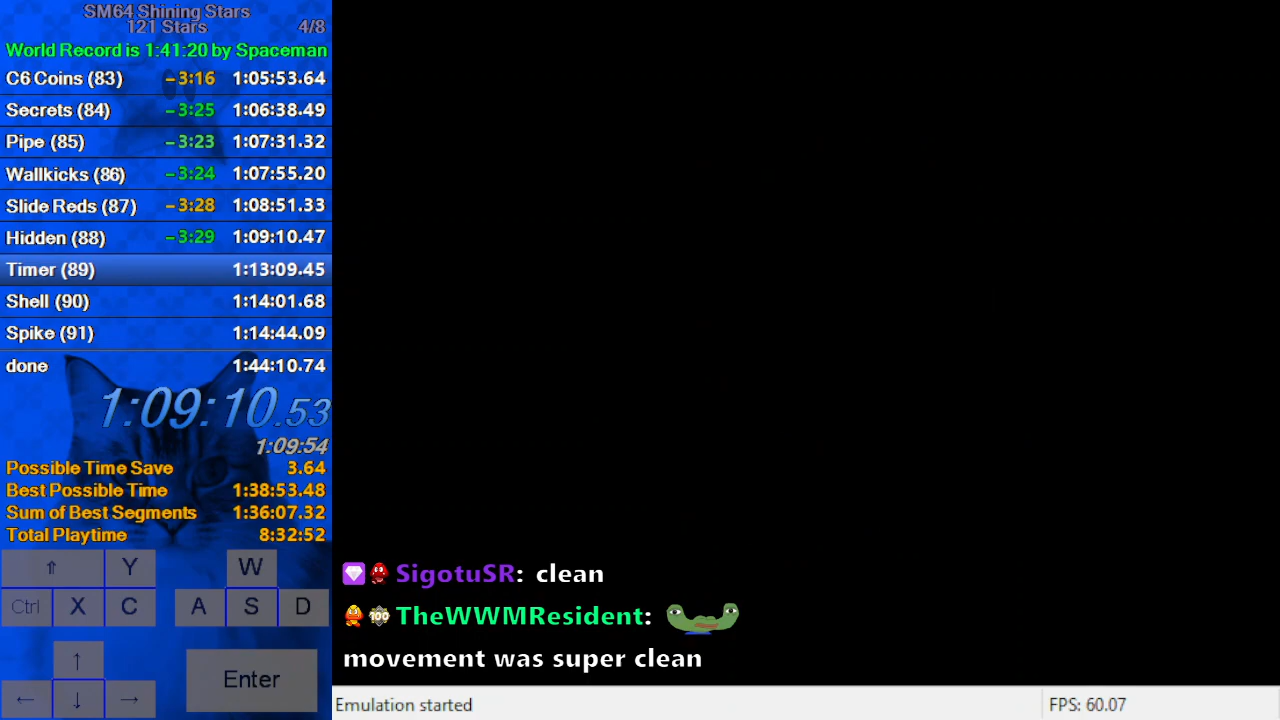 SM64 Shining Stars
121 Stars 4/8
World Record is 1:41:20 by Spaceman
C6 Coins (83) -3:16 1:05:53.64
Secrets (84) -3:25 1:06:38.49
Pipe (85) -3:23 1:07:31.32
Wallkicks (86) -3:24 1:07:55.20
Slide Reds (87) -3:28 1:08:51.33
Hidden (88) -3:29 1:09:10.47
Timer (89) 1:13:09.45
Shell (90) 1:14:01.68
Spike (91) 1:14:44.09
done 1:44:10.74
1:09:10.53
1:09:54
Possible Time Save 3.64
Best Possible Time 1:38:53.48
Sum of Best Segments 1:36:07.32
Total Playtime 8:32:52
⇑ Y W
Ctrl X C A S D
↑
← ↓ → Enter
SigotuSR: clean
100 TheWWMResident:
movement was super clean
Emulation started FPS: 60.07